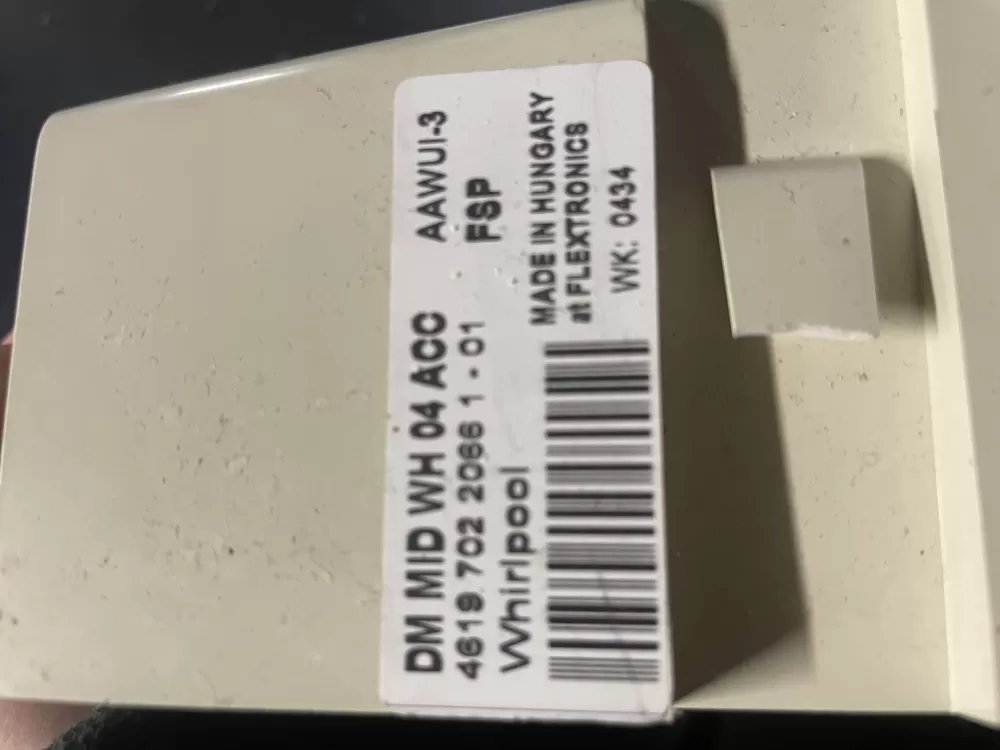 DM MID WH 04 ACC AAWUI-3
4619 702 2066 1 - 01 FSP
Whirlpool
MADE IN HUNGARY
at FLEXTRONICS
WK: 0434